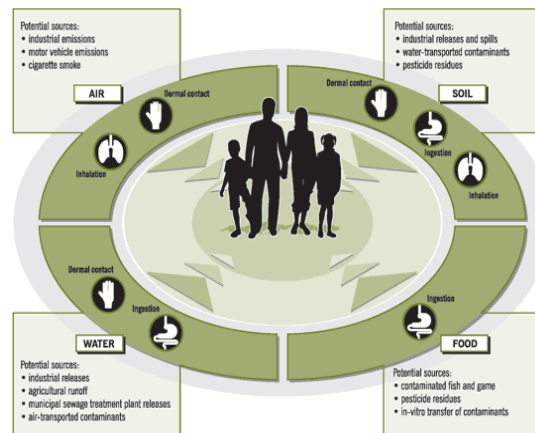 Potential sources:
• industrial emissions
• motor vehicle emissions
• cigarette smoke
AIR
Dermal contact
Inhalation
Potential sources:
• industrial releases and spills
• water-transported contaminants
• pesticide residues
SOIL
Dermal contact
Ingestion
Inhalation
Dermal contact
Ingestion
WATER
Potential sources:
• industrial releases
• agricultural runoff
• municipal sewage treatment plant releases
• air-transported contaminants
Ingestion
FOOD
Potential sources:
• contaminated fish and game
• pesticide residues
• in-vitro transfer of contaminants